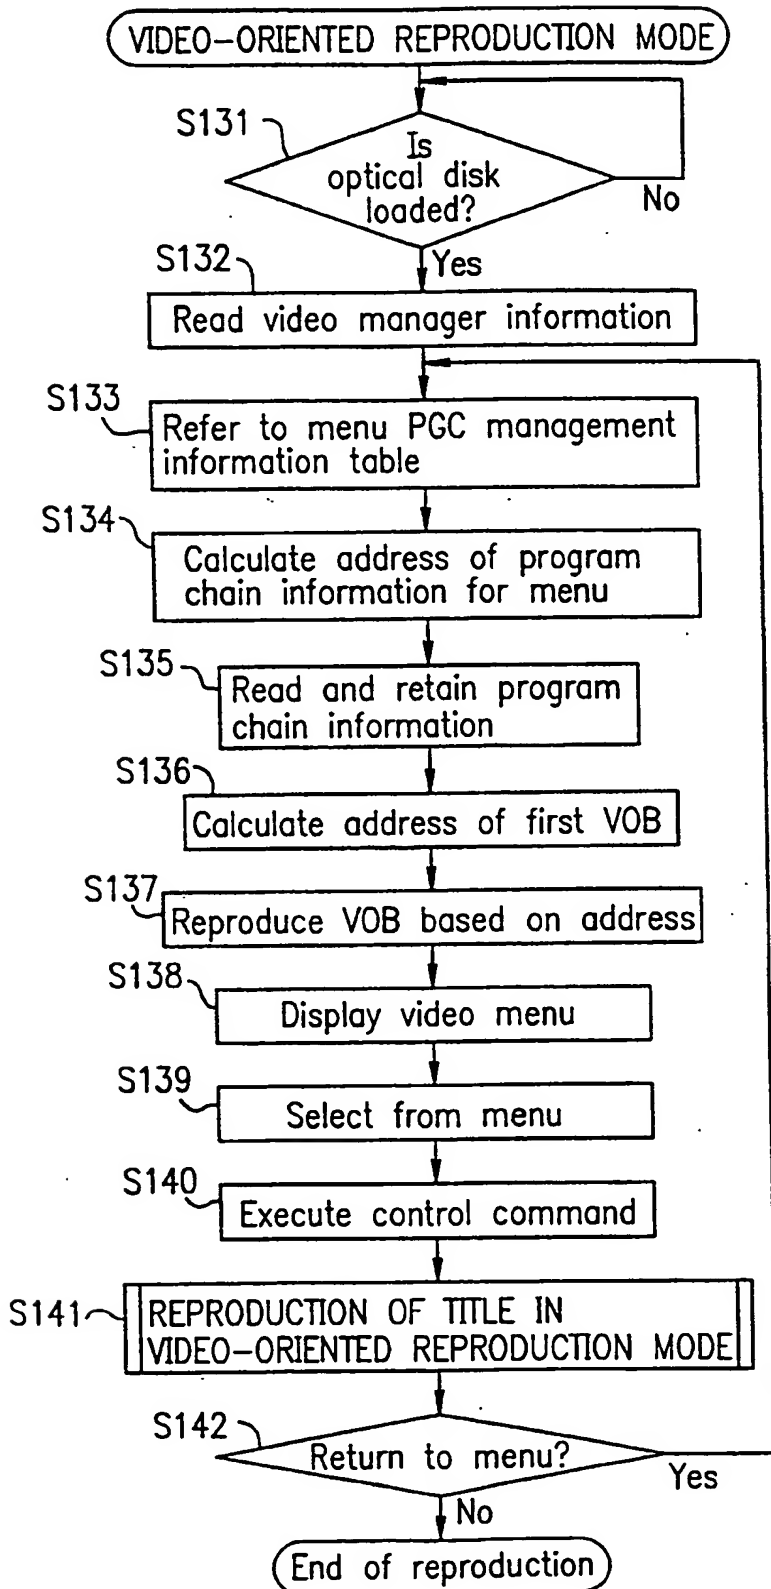 VIDEO-ORIENTED REPRODUCTION MODE
S131
Is
optical disk
loaded?
No
Yes
S132
Read video manager information
S133
Refer to menu PGC management
information table
S134
Calculate address of program
chain information for menu
S135
Read and retain program
chain information
S136
Calculate address of first VOB
S137
Reproduce VOB based on address
S138
Display video menu
S139
Select from menu
S140
Execute control command
S141
REPRODUCTION OF TITLE IN
VIDEO-ORIENTED REPRODUCTION MODE
S142
Return to menu?
Yes
No
End of reproduction